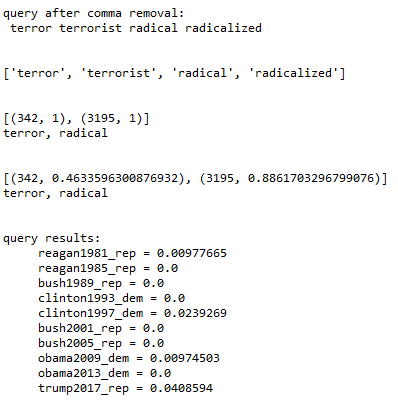 query after comma removal:
terror terrorist radical radicalized
['terror', 'terrorist', 'radical', 'radicalized']
[(342, 1), (3195, 1)]
terror, radical
[(342, 0.4633596300876932), (3195, 0.8861703296799076)]
terror, radical
query results:
reagan1981_rep = 0.00977665
reagan1985_rep = 0.0
bush1989_rep = 0.0
clinton1993_dem = 0.0
clinton1997_dem = 0.0239269
bush2001_rep = 0.0
bush2005_rep = 0.0
obama2009_dem = 0.00974503
obama2013_dem = 0.0
trump2017_rep = 0.0408594